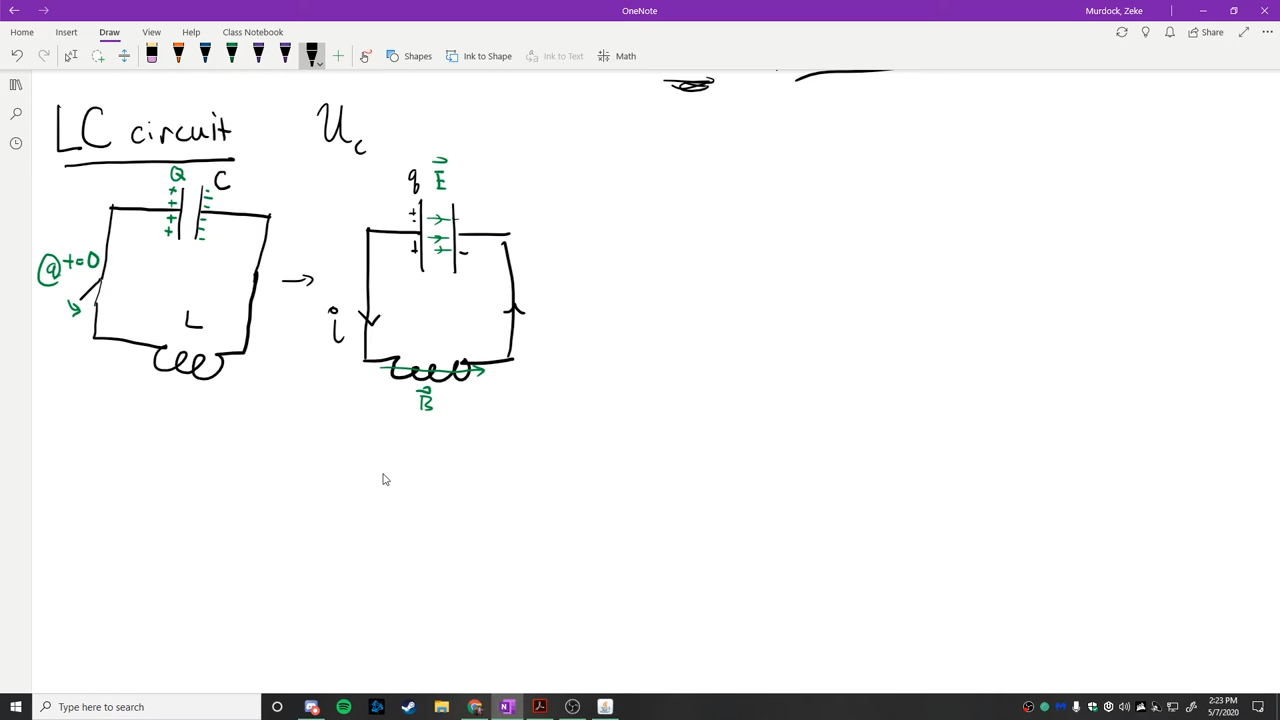 OneNote
Murdock, Zeke
Home Insert Draw View Help Class Notebook
Share
Shapes Ink to Shape Ink to Text Math
LC circuit
U_c
Q
C
+ + + +
q
E
+ +
-
@t=0
L
i
B
Type here to search
2:23 PM
5/7/2020